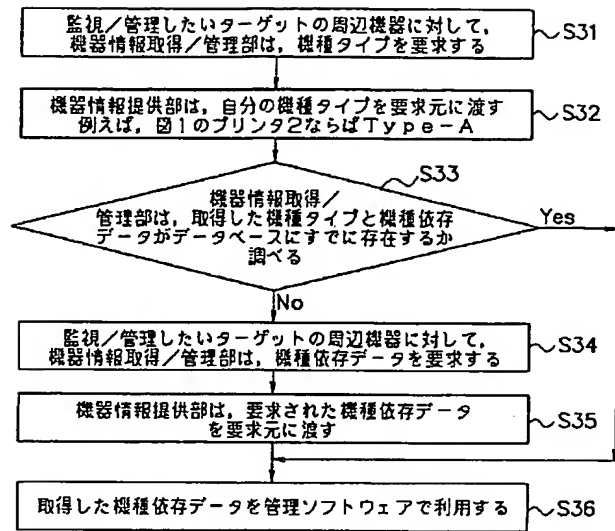 監視/管理したいターゲットの周辺機器に対して,
機器情報取得/管理部は,機種タイプを要求する
S31
機器情報提供部は,自分の機種タイプを要求元に渡す
例えば,図1のプリンタ2ならばType-A
S32
S33
機器情報取得/
管理部は,取得した機種タイプと機種依存
データがデータベースにすでに存在するか
調べる
Yes
No
監視/管理したいターゲットの周辺機器に対して,
機器情報取得/管理部は,機種依存データを要求する
S34
機器情報提供部は,要求された機種依存データ
を要求元に渡す
S35
取得した機種依存データを管理ソフトウェアで利用する
S36